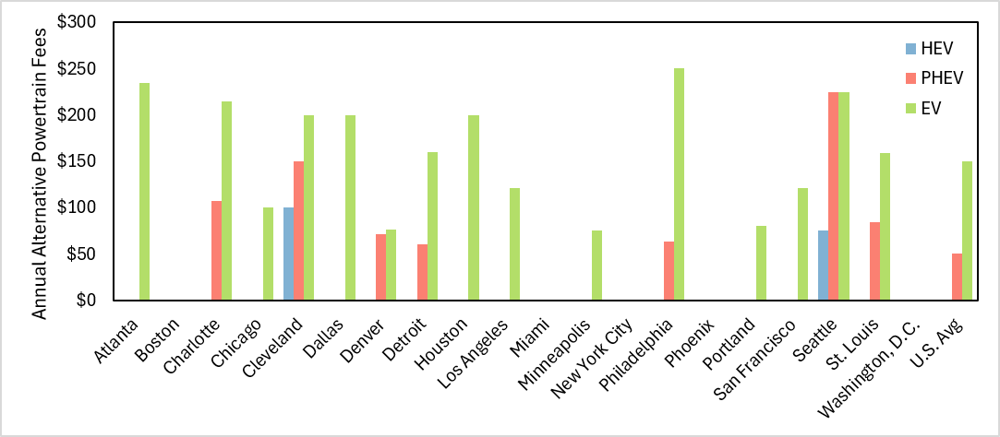 Annual Alternative Powertrain Fees
$300
$250
$200
$150
$100
$50
$0
HEV
PHEV
EV
Atlanta
Boston
Charlotte
Chicago
Cleveland
Dallas
Denver
Detroit
Houston
Los Angeles
Miami
Minneapolis
New York City
Philadelphia
Phoenix
Portland
San Francisco
Seattle
St. Louis
Washington, D.C.
U.S. Avg